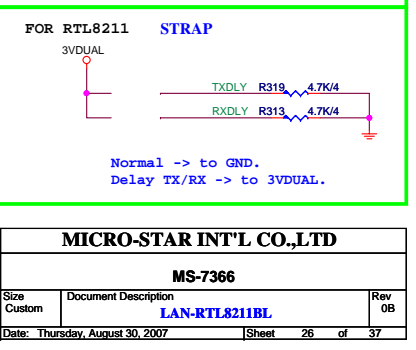 FOR RTL8211 STRAP
3VDUAL
TXDLY R319 4.7K/4
RXDLY R313 4.7K/4
Normal -> to GND.
Delay TX/RX -> to 3VDUAL.
MICRO-STAR INT'L CO.,LTD
MS-7366
Size Document Description Rev
Custom LAN-RTL8211BL 0B
Date: Thursday, August 30, 2007 Sheet 26 of 37